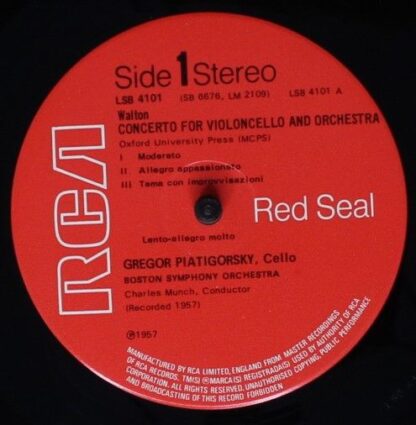 Side 1 Stereo
LSB 4101 (SB 6676, LM 2109) LSB 4101 A
Walton
CONCERTO FOR VIOLONCELLO AND ORCHESTRA
Oxford University Press (MCPS)
I Moderato
II Allegro appassionato
III Tema con improvvisazioni
RCA
Red Seal
Lento-allegro molto
GREGOR PIATIGORSKY, Cello
BOSTON SYMPHONY ORCHESTRA
Charles Munch, Conductor
(Recorded 1957)
℗1957
MANUFACTURED BY RCA LIMITED, ENGLAND FROM MASTER RECORDINGS
OF RCA RECORDS, TM(S) ®MARCA(S) REGISTRADA(S) USED BY AUTHORITY OF RCA
CORPORATION. ALL RIGHTS RESERVED. UNAUTHORISED COPYING, PUBLIC PERFORMANCE
AND BROADCASTING OF THIS RECORD FORBIDDEN